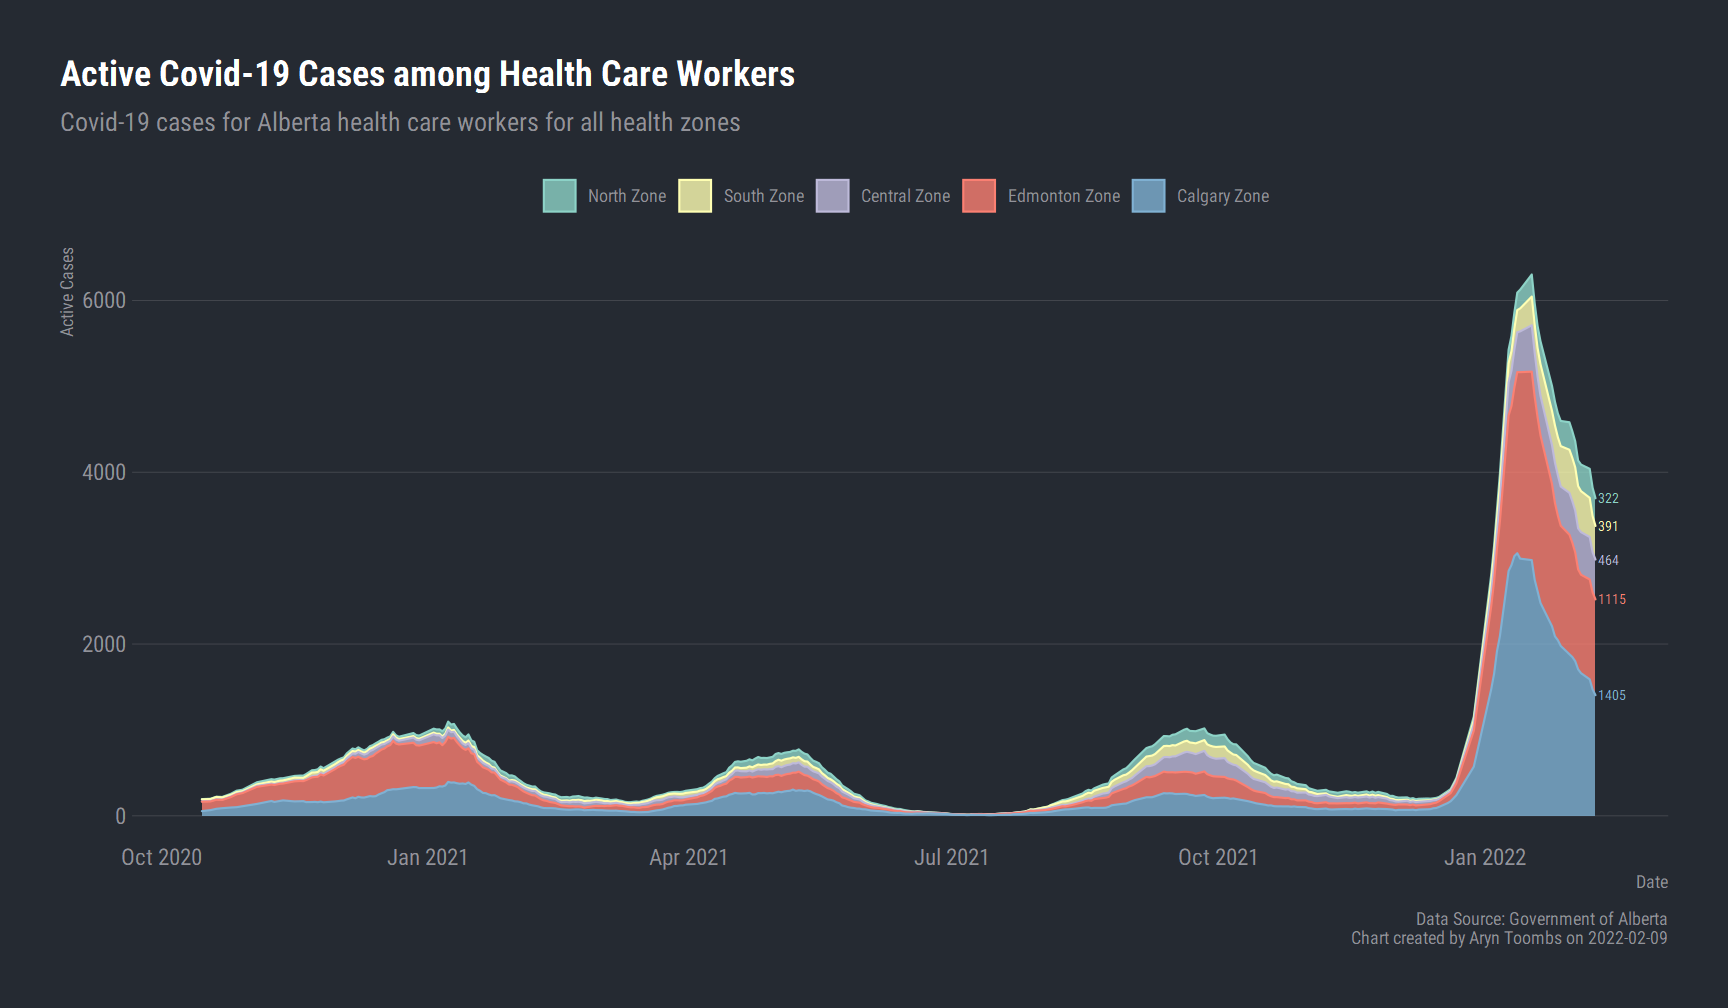 Active Covid-19 Cases among Health Care Workers
Covid-19 cases for Alberta health care workers for all health zones
North Zone South Zone Central Zone Edmonton Zone Calgary Zone
Active Cases
6000
4000
2000
0
322
391
464
1115
1405
Oct 2020 Jan 2021 Apr 2021 Jul 2021 Oct 2021 Jan 2022
Date
Data Source: Government of Alberta
Chart created by Aryn Toombs on 2022-02-09